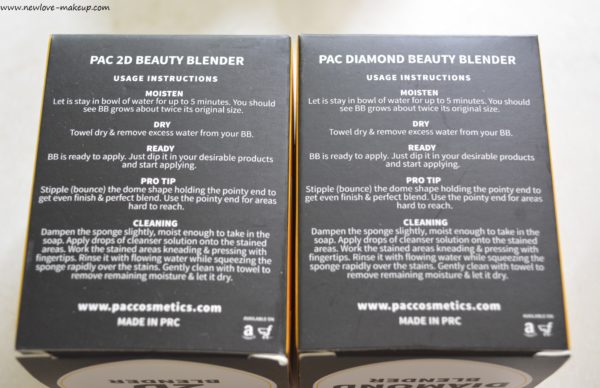 www.newlove-makeup.com
PAC 2D BEAUTY BLENDER
USAGE INSTRUCTIONS
MOISTEN
Let is stay in bowl of water for up to 5 minutes. You should
see BB grows about twice its original size.
DRY
Towel dry & remove excess water from your BB.
READY
BB is ready to apply. Just dip it in your desirable products
and start applying.
PRO TIP
Stipple (bounce) the dome shape holding the pointy end to
get even finish & perfect blend. Use the pointy end for areas
hard to reach.
CLEANING
Dampen the sponge slightly, moist enough to take in the
soap. Apply drops of cleanser solution onto the stained
areas. Work the stained areas kneading & pressing with
fingertips. Rinse it with flowing water while squeezing the
sponge rapidly over the stains. Gently clean with towel to
remove remaining moisture & let it dry.
www.paccosmetics.com
MADE IN PRC
AVAILABLE ON
a
2D
BLENDER
PAC DIAMOND BEAUTY BLENDER
USAGE INSTRUCTIONS
MOISTEN
Let is stay in bowl of water for up to 5 minutes. You should
see BB grows about twice its original size.
DRY
Towel dry & remove excess water from your BB.
READY
BB is ready to apply. Just dip it in your desirable products
and start applying.
PRO TIP
Stipple (bounce) the dome shape holding the pointy end to
get even finish & perfect blend. Use the pointy end for areas
hard to reach.
CLEANING
Dampen the sponge slightly, moist enough to take in the
soap. Apply drops of cleanser solution onto the stained
areas. Work the stained areas kneading & pressing with
fingertips. Rinse it with flowing water while squeezing the
sponge rapidly over the stains. Gently clean with towel to
remove remaining moisture & let it dry.
www.paccosmetics.com
MADE IN PRC
AVAILABLE ON
a
DIAMOND
BLENDER